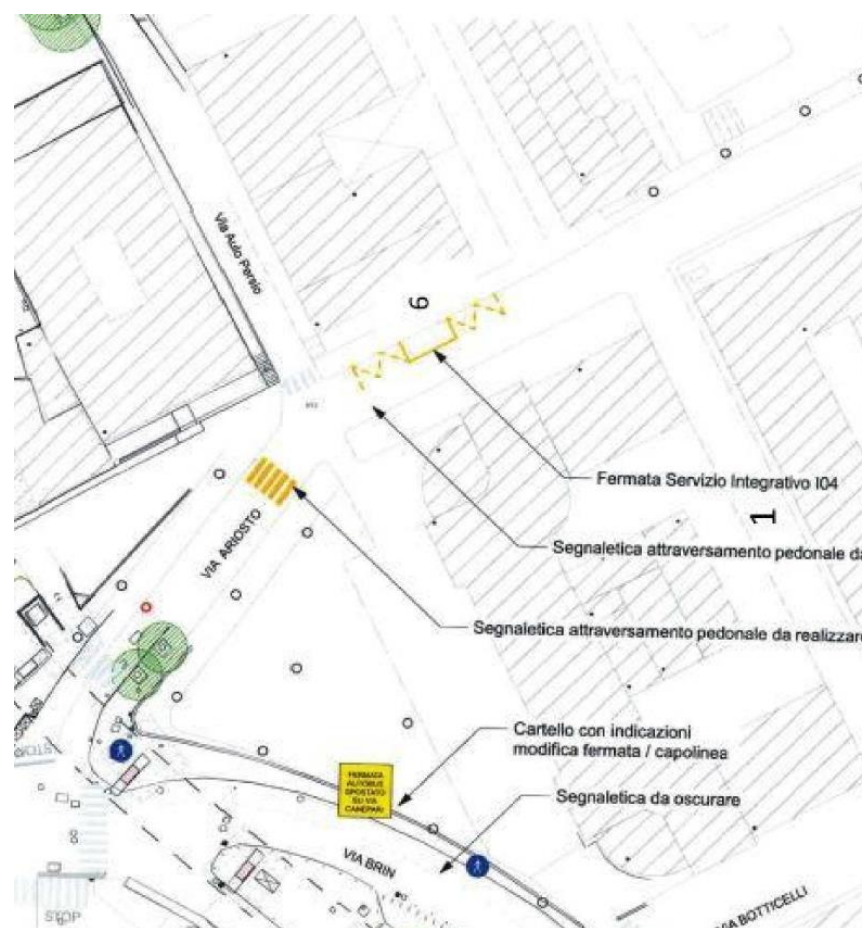 Via Aulo Persio
6
Fermata Servizio Integrativo I04
1
Segnaletica attraversamento pedonale da
VIA ARIOSTO
Segnaletica attraversamento pedonale da realizzare
Cartello con indicazioni
modifica fermata / capolinea
STOP
FERMATA
AUTOBUS
SPOSTATO
SU VIA
CANEPARI
Segnaletica da oscurare
VIA BRIN
VIA BOTTICELLI
STOP